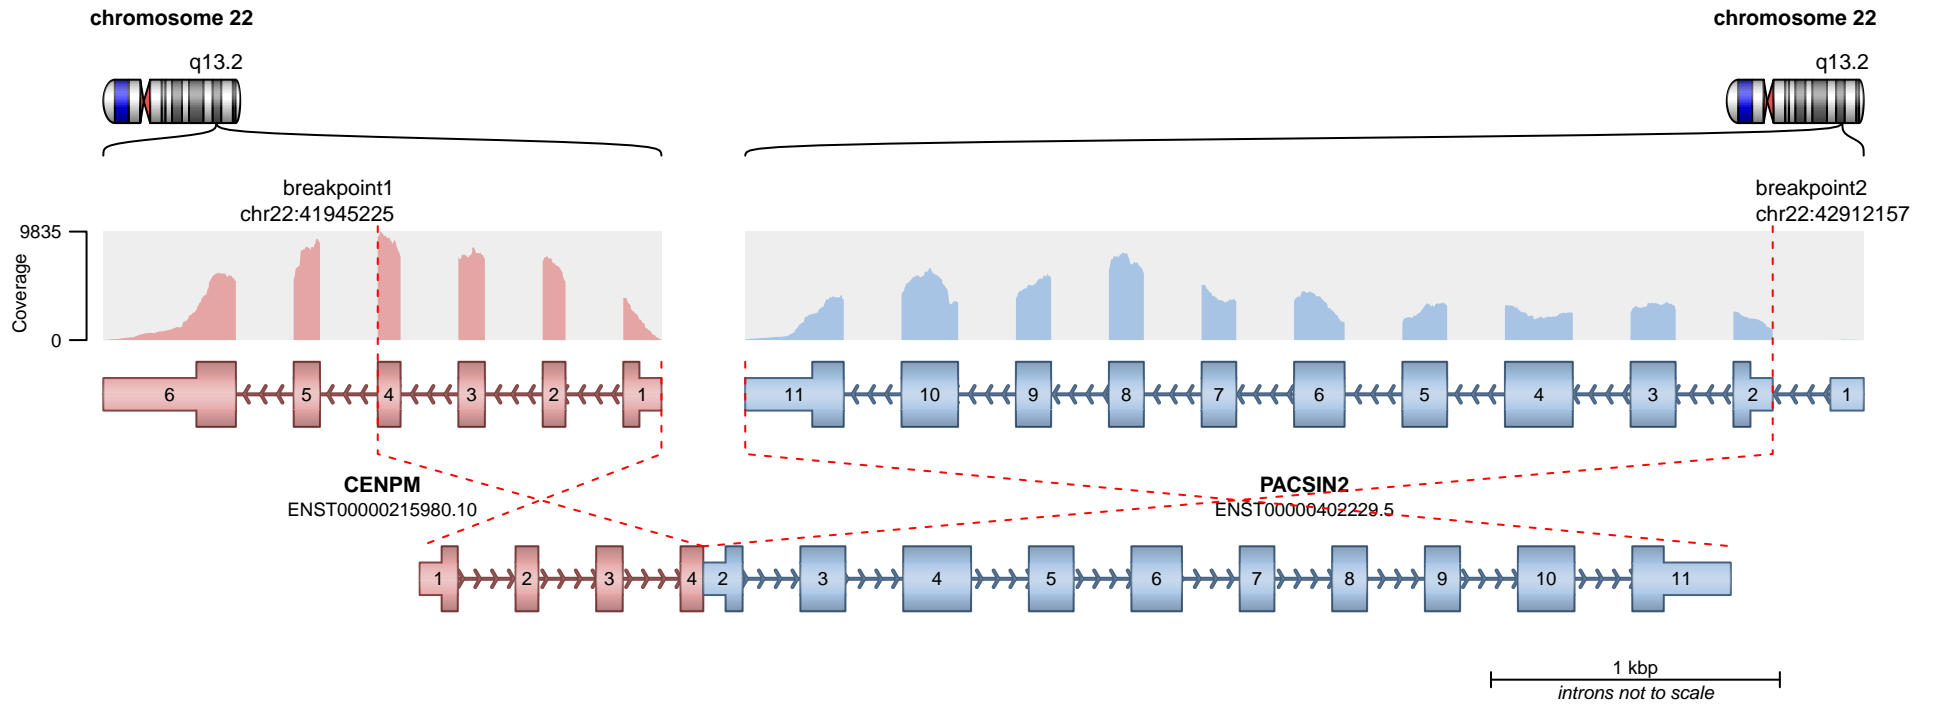 chromosome 22
chromosome 22
q13.2
q13.2
breakpoint1
chr22:41945225
breakpoint2
chr22:42912157
9835
Coverage
0
6 5 4 3 2 1
11 10 9 8 7 6 5 4 3 2 1
CENPM
ENST00000215980.10
PACSIN2
ENST00000402229.5
1 2 3 4 2 3 4 5 6 7 8 9 10 11
1 kbp
introns not to scale